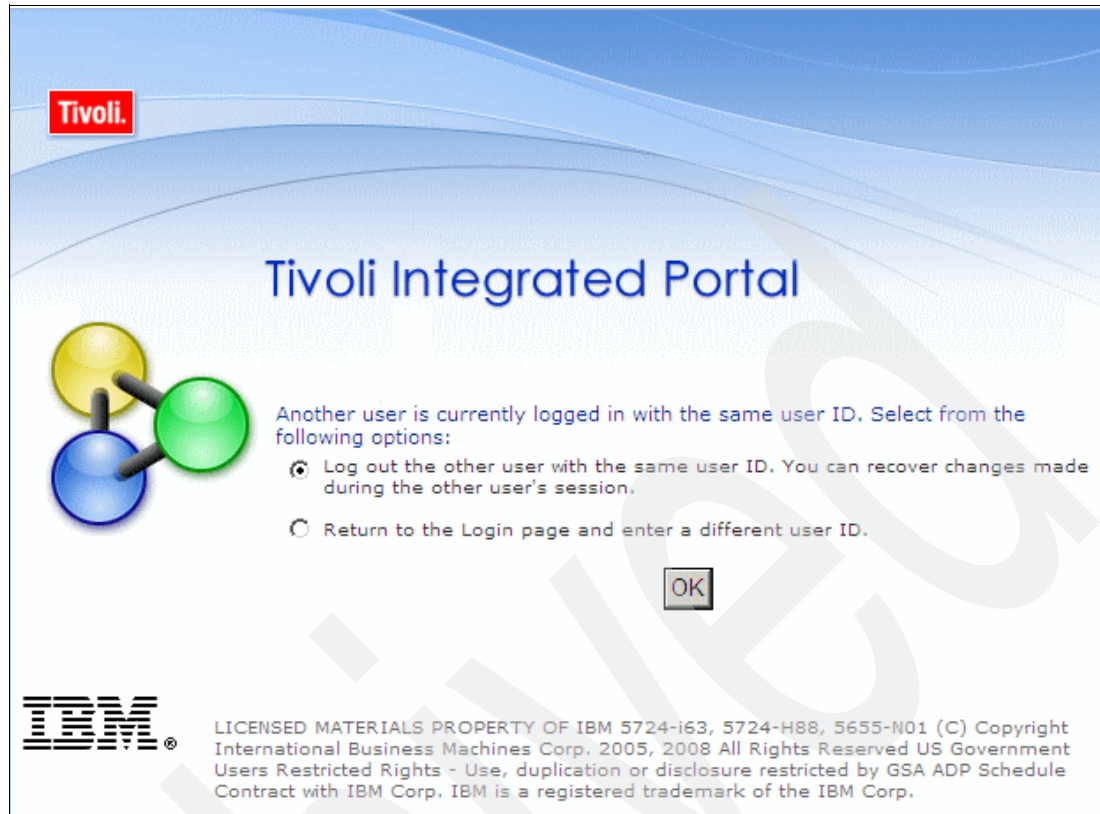 Tivoli.
Tivoli Integrated Portal
Another user is currently logged in with the same user ID. Select from the
following options:
Log out the other user with the same user ID. You can recover changes made
during the other user's session.
Return to the Login page and enter a different user ID.
OK
IBM®
LICENSED MATERIALS PROPERTY OF IBM 5724-i63, 5724-H88, 5655-N01 (C) Copyright
International Business Machines Corp. 2005, 2008 All Rights Reserved US Government
Users Restricted Rights - Use, duplication or disclosure restricted by GSA ADP Schedule
Contract with IBM Corp. IBM is a registered trademark of the IBM Corp.